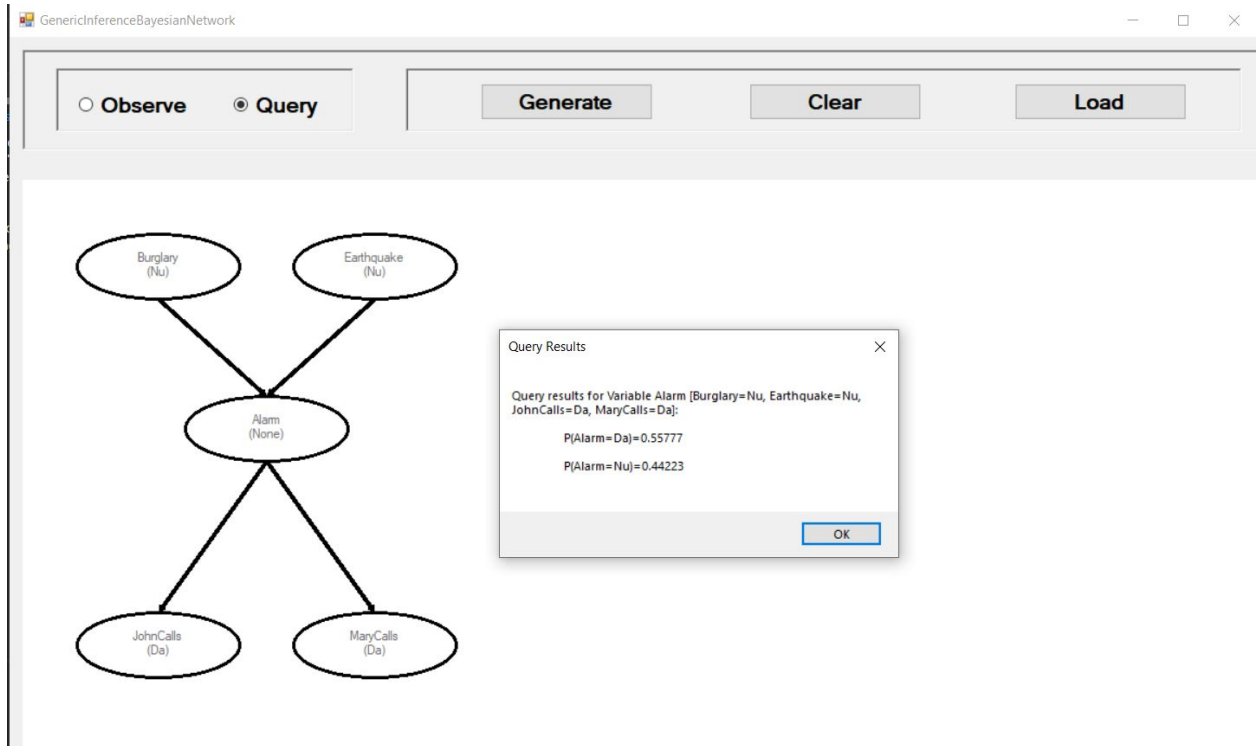 GenericInferenceBayesianNetwork
Observe Query Generate Clear Load
Burglary
(Nu)
Earthquake
(Nu)
Alarm
(None)
JohnCalls
(Da)
MaryCalls
(Da)
Query Results
Query results for Variable Alarm [Burglary=Nu, Earthquake=Nu,
JohnCalls=Da, MaryCalls=Da]:
P(Alarm=Da)=0.55777
P(Alarm=Nu)=0.44223
OK